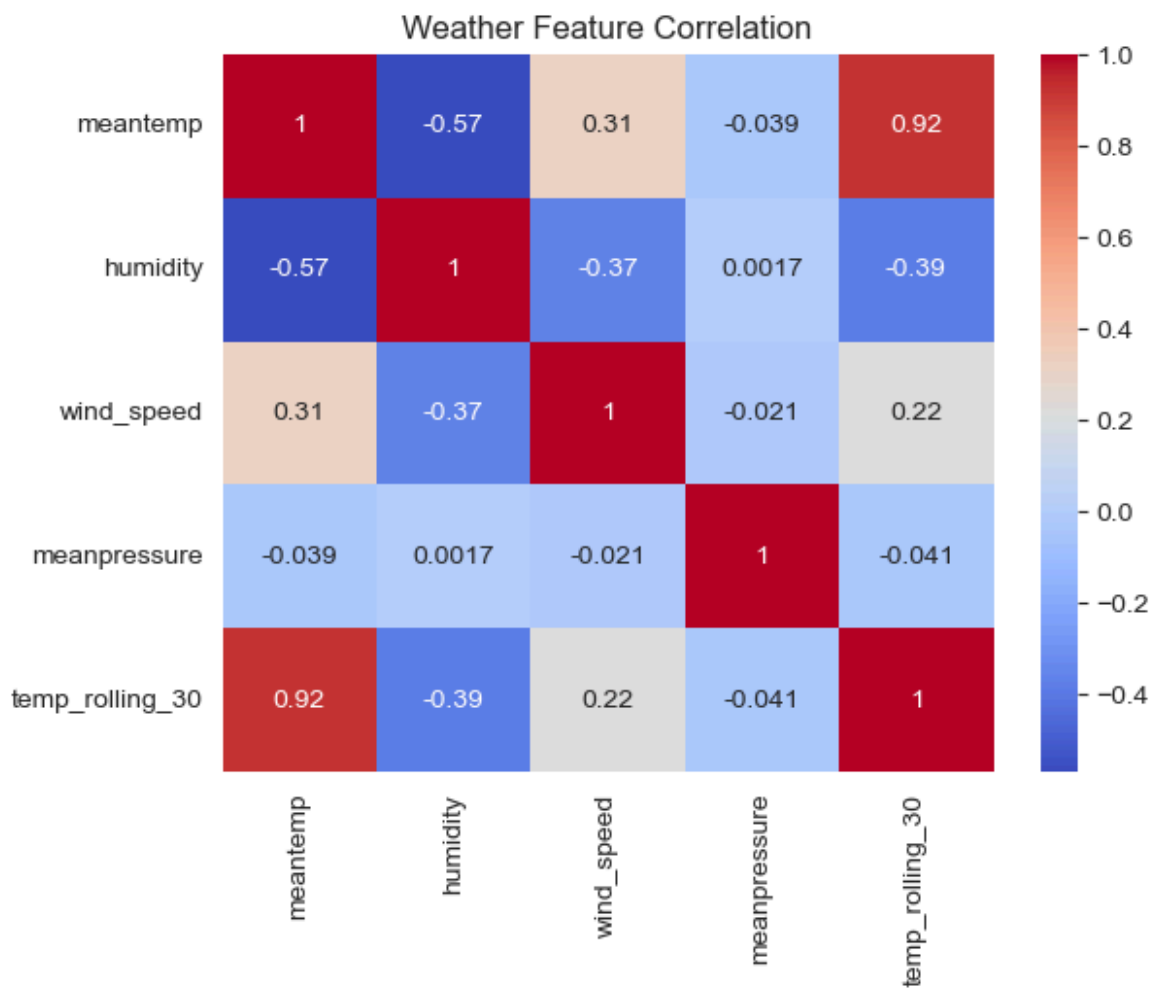 Weather Feature Correlation
meantemp 1 -0.57 0.31 -0.039 0.92
humidity -0.57 1 -0.37 0.0017 -0.39
wind_speed 0.31 -0.37 1 -0.021 0.22
meanpressure -0.039 0.0017 -0.021 1 -0.041
temp_rolling_30 0.92 -0.39 0.22 -0.041 1
meantemp
humidity
wind_speed
meanpressure
temp_rolling_30
1.0
0.8
0.6
0.4
0.2
0.0
−0.2
−0.4